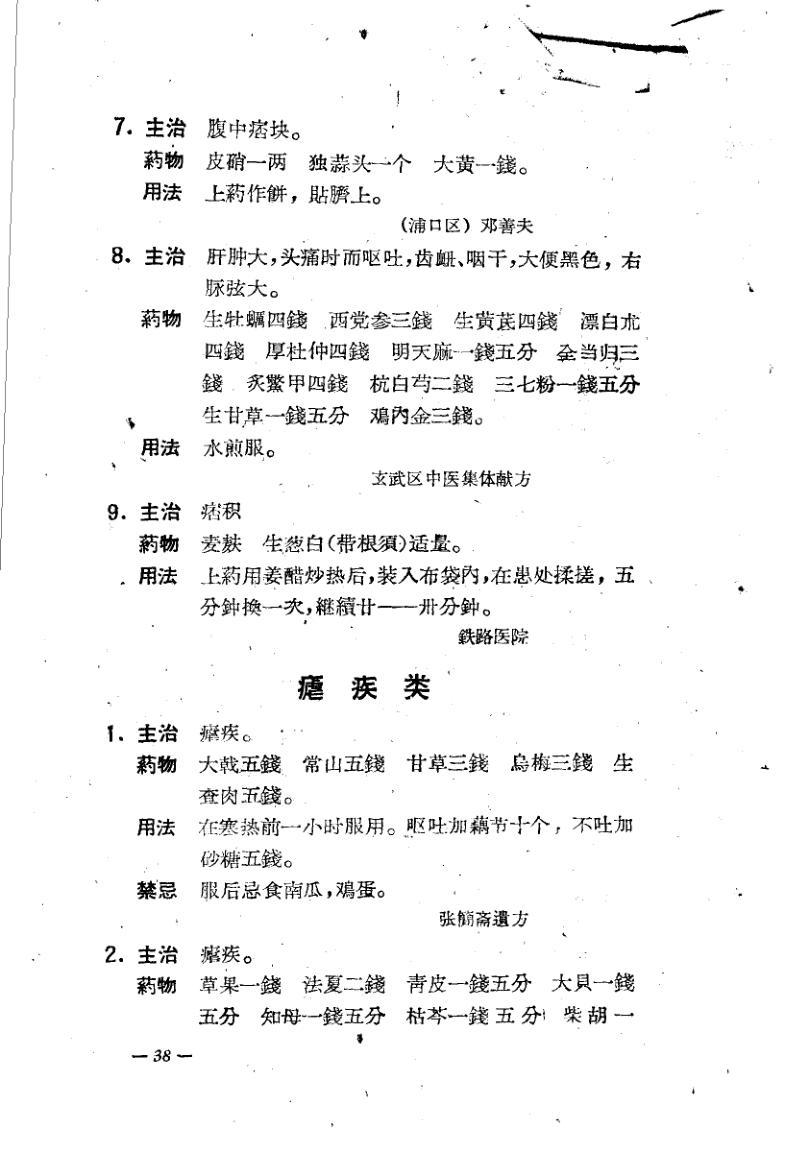 7. 主治 腹中痞块。
葯物 皮硝一两 独蒜头一个 大黄一錢。
用法 上葯作餅，貼臍上。
(浦口区) 邓善夫
8. 主治 肝肿大，头痛时而呕吐，齿衄、咽干，大便黑色，右
脉弦大。
葯物 生牡蠣四錢 西党参三錢 生黄芪四錢 漂白朮
四錢 厚杜仲四錢 明天麻一錢五分 全当归三
錢 炙鱉甲四錢 杭白芍二錢 三七粉一錢五分
生甘草一錢五分 鸡內金三錢。
用法 水煎服。
玄武区中医集体献方
9. 主治 痞积
葯物 麦麸 生葱白(带根須)适量。
用法 上葯用姜醋炒热后，装入布袋內，在患处揉搓，五
分鈡換一次，継續廿——卅分鈡。
鉄路医院
瘧疾类
1. 主治 瘧疾。
葯物 大戟五錢 常山五錢 甘草三錢 烏梅三錢 生
查肉五錢。
用法 在寒热前一小时服用。呕吐加藕节十个，不吐加
砂糖五錢。
禁忌 服后忌食南瓜，鸡蛋。
张简斋遺方
2. 主治 瘧疾。
葯物 草果一錢 法夏二錢 青皮一錢五分 大貝一錢
五分 知母一錢五分 枯芩一錢五分 柴胡一
— 38 —